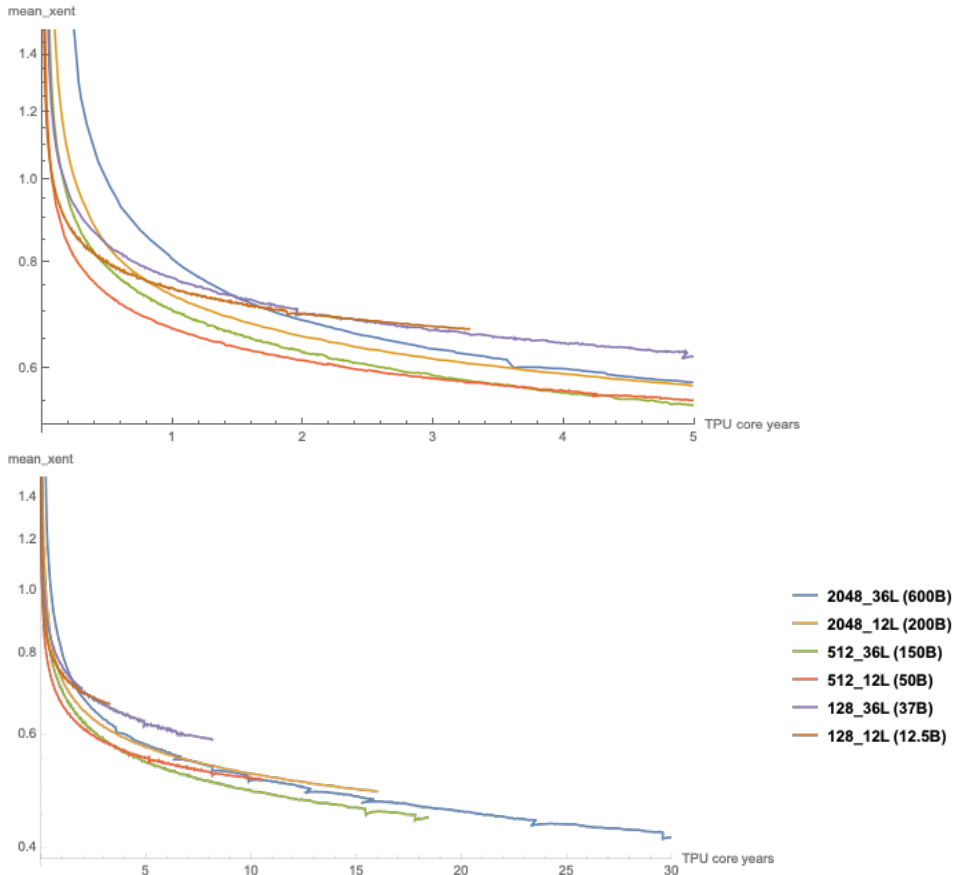 mean_xent
1.4
1.2
1.0
0.8
0.6
1 2 3 4 5
TPU core years
mean_xent
1.4
1.2
1.0
0.8
0.6
0.4
5 10 15 20 25 30
TPU core years
2048_36L (600B)
2048_12L (200B)
512_36L (150B)
512_12L (50B)
128_36L (37B)
128_12L (12.5B)